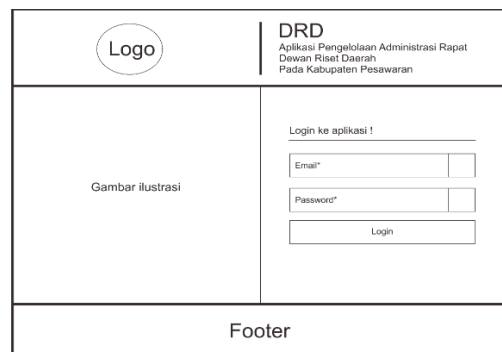 Logo
DRD
Aplikasi Pengelolaan Administrasi Rapat
Dewan Riset Daerah
Pada Kabupaten Pesawaran
Gambar ilustrasi
Login ke aplikasi !
Email*
Password*
Login
Footer